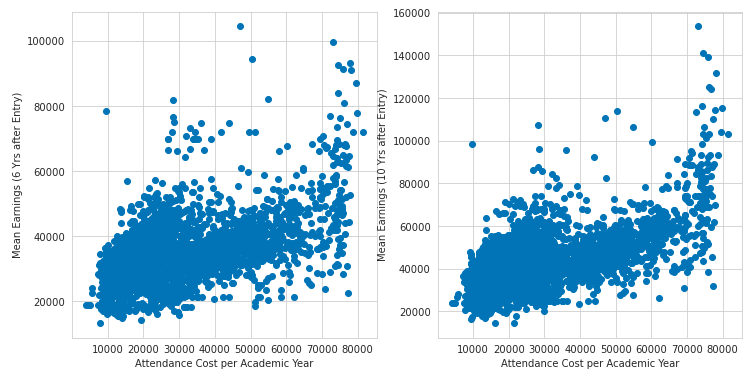 100000
80000
60000
40000
20000
Mean Earnings (6 Yrs after Entry)
10000 20000 30000 40000 50000 60000 70000 80000
Attendance Cost per Academic Year
160000
140000
120000
100000
80000
60000
40000
20000
Mean Earnings (10 Yrs after Entry)
10000 20000 30000 40000 50000 60000 70000 80000
Attendance Cost per Academic Year